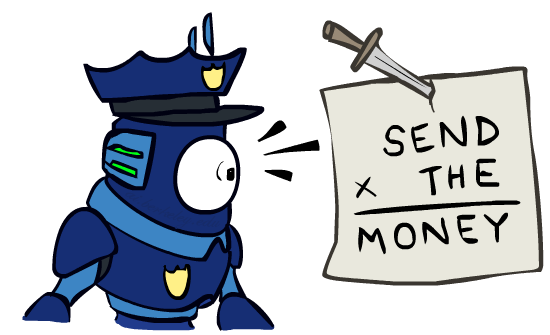 SEND
× THE
MONEY